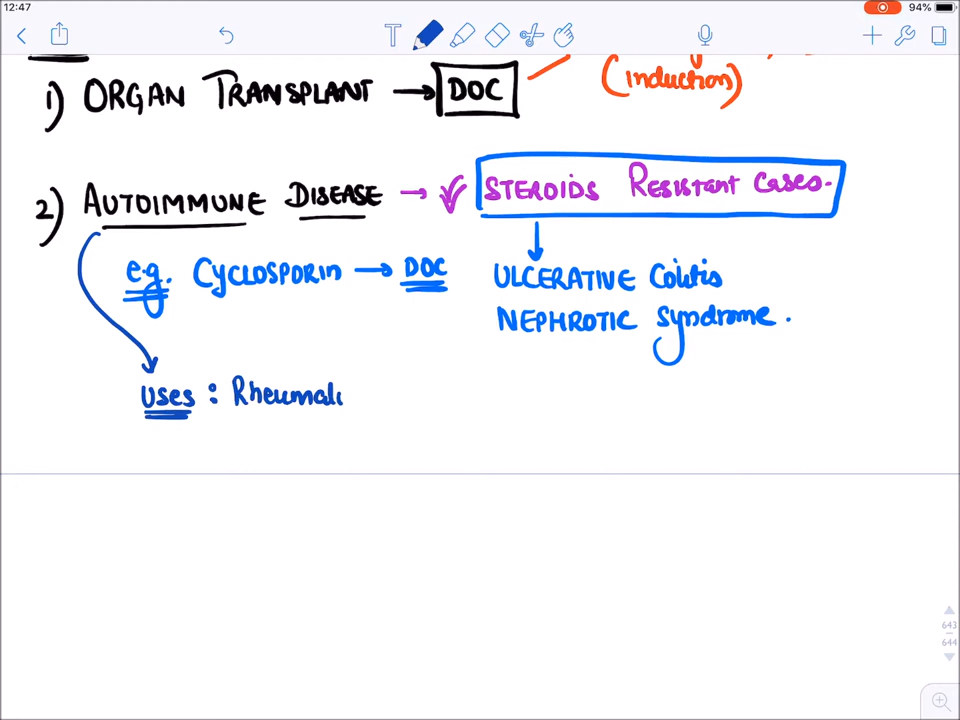 12:47
94%
1) ORGAN TRANSPLANT → DOC
(induction)
2) AUTOIMMUNE DISEASE → STEROIDS Resistant cases.
e.g. CYCLOSPORIN → DOC
ULCERATIVE Colitis
NEPHROTIC Syndrome.
Uses : Rheumati
643
644